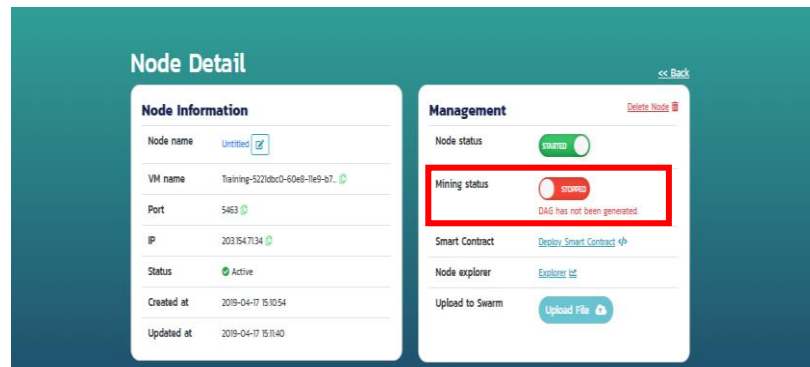 Node Detail
<< Back
Node Information
Node name Untitled
VM name Training-5221dbc0-60e8-11e9-b7...
Port 5463
IP 203.154.71.34
Status Active
Created at 2019-04-17 15:10:54
Updated at 2019-04-17 15:11:40
Management
Delete Node
Node status STARTED
Mining status STOPPED
DAG has not been generated
Smart Contract Deploy Smart Contract </>
Node explorer Explorer
Upload to Swarm Upload File